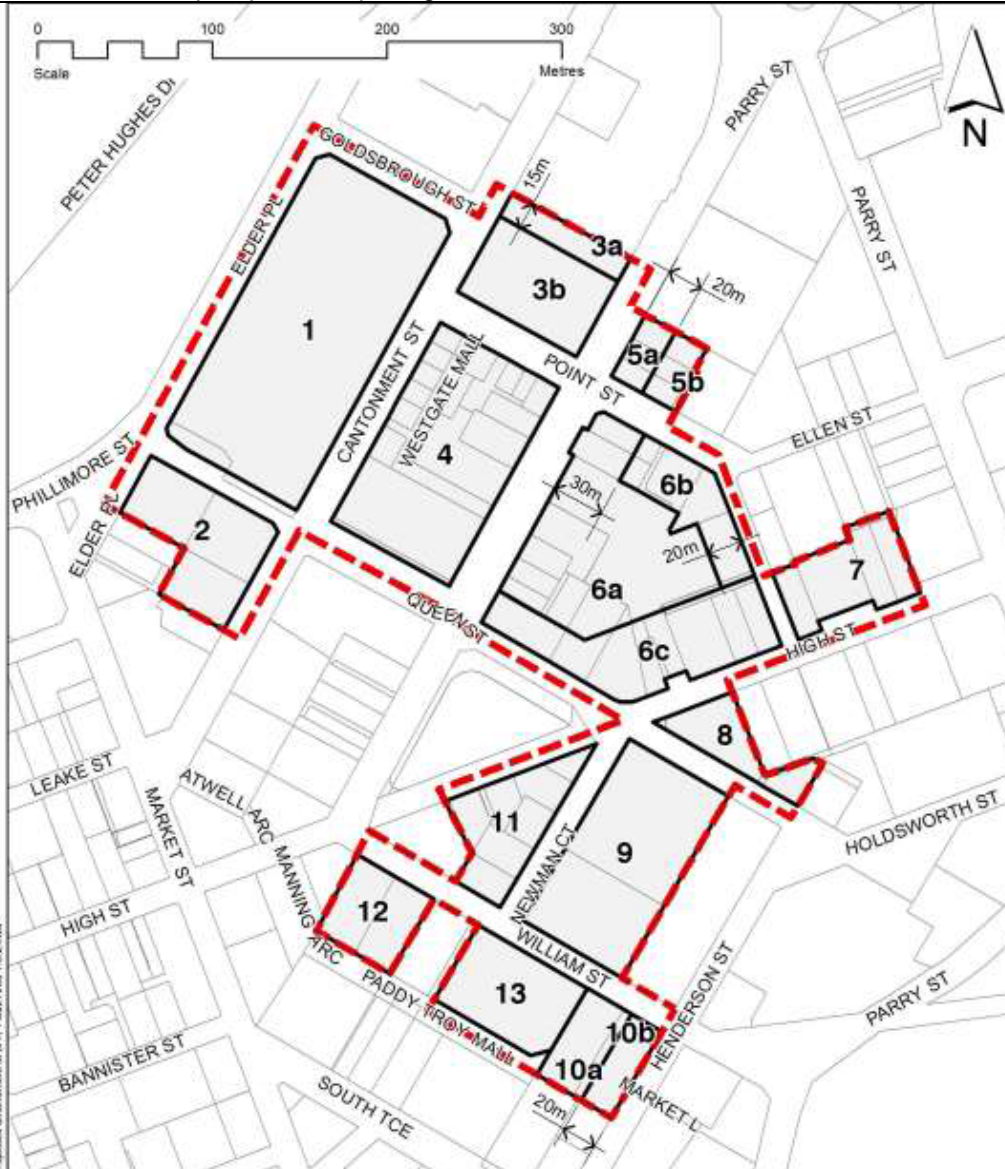 0 100 200 300
Scale Metres
N
PETER HUGHES D
PARRY ST
GOLDSBROUGH ST
15m
PARRY ST
ELDER PL
3a
20m
3b
1
CANTONMENT ST
WESTGATE MALL
POINT ST
5a
5b
ELLEN ST
4
PHILLIMORE ST
30m
6b
ELDER PL
2
20m
6a
7
QUEEN ST
6c
HIGH ST
8
LEAKE ST
ATWELL ARC
MARKET ST
11
9
HOLDSWORTH ST
NEWMAN CT
HIGH ST
MANNING ARC
12
WILLIAM ST
13
PADDY TROY MALL
HENDERSON ST
PARRY ST
10b
BANNISTER ST
10a
MARKET L
SOUTH TCE
20m